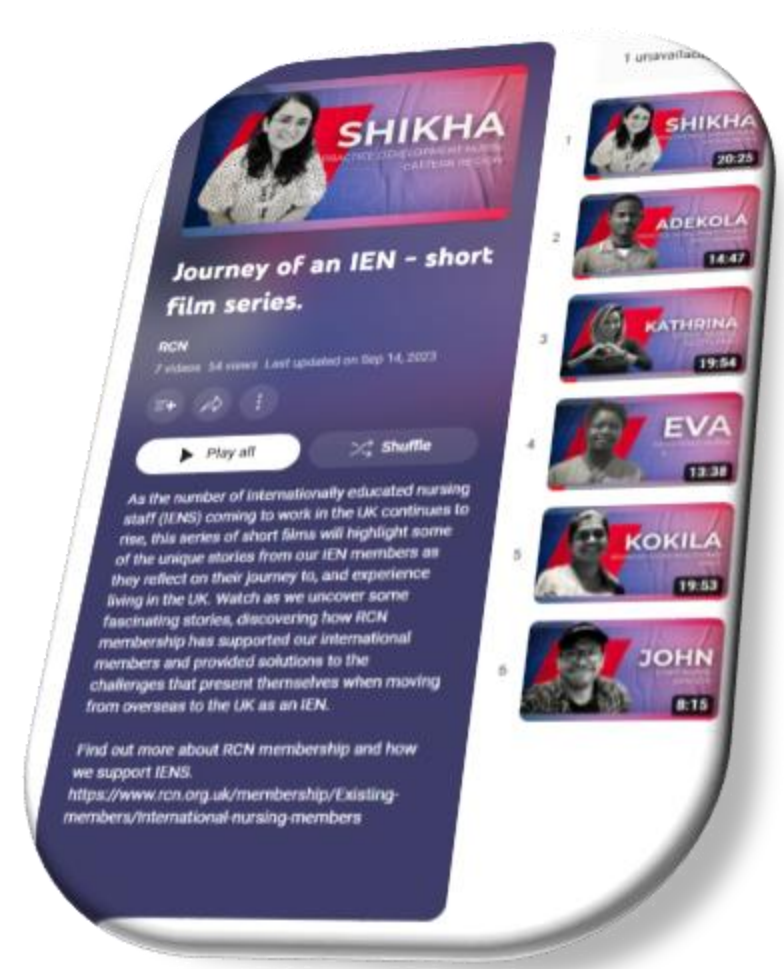 SHIKHA
PRACTICE DEVELOPMENT NURSE
EASTERN REGION
Journey of an IEN - short
film series.
RCN
7 videos 54 views Last updated on Sep 14, 2023
Play all
Shuffle
As the number of internationally educated nursing
staff (IENS) coming to work in the UK continues to
rise, this series of short films will highlight some
of the unique stories from our IEN members as
they reflect on their journey to, and experience
living in the UK. Watch as we uncover some
fascinating stories, discovering how RCN
membership has supported our international
members and provided solutions to the
challenges that present themselves when moving
from overseas to the UK as an IEN.
Find out more about RCN membership and how
we support IENS.
https://www.rcn.org.uk/membership/Existing-
members/International-nursing-members
1
SHIKHA
20:25
2
ADEKOLA
14:47
3
KATHRINA
19:54
4
EVA
13:38
5
KOKILA
19:53
6
JOHN
8:15